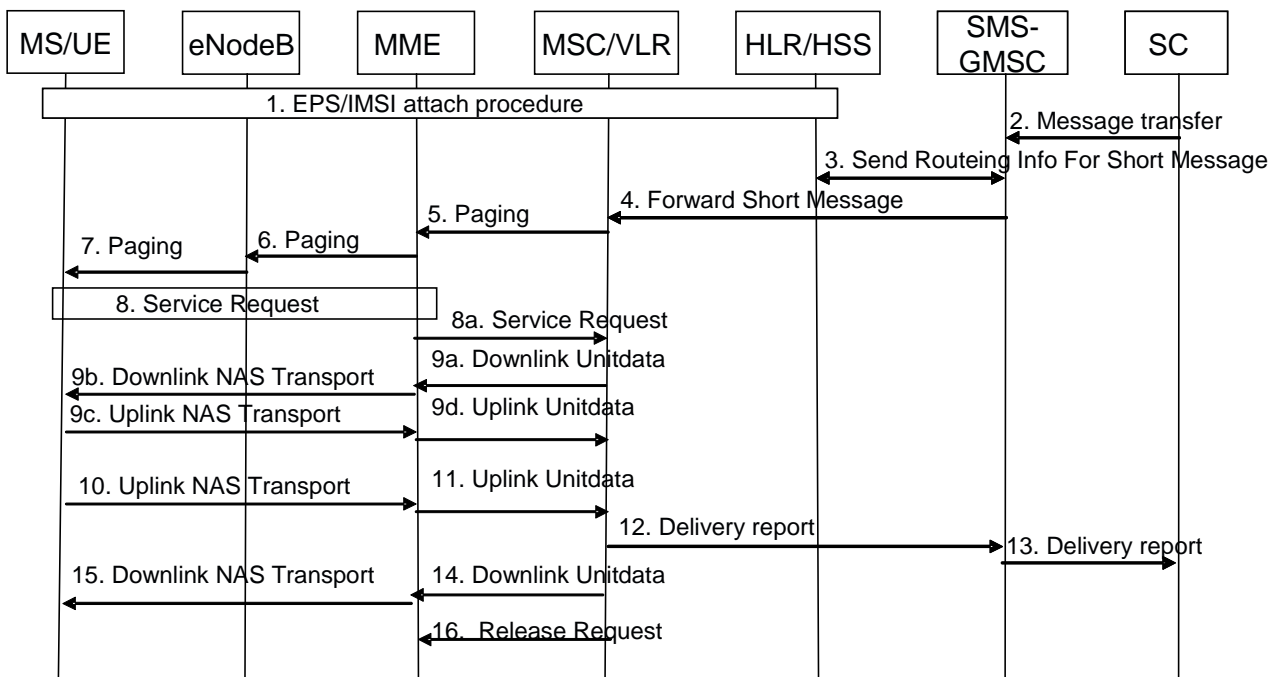 MS/UE
eNodeB
MME
MSC/VLR
HLR/HSS
SMS-
GMSC
SC
1. EPS/IMSI attach procedure
2. Message transfer
3. Send Routeing Info For Short Message
4. Forward Short Message
5. Paging
6. Paging
7. Paging
8. Service Request
8a. Service Request
9a. Downlink Unitdata
9b. Downlink NAS Transport
9c. Uplink NAS Transport
9d. Uplink Unitdata
10. Uplink NAS Transport
11. Uplink Unitdata
12. Delivery report
13. Delivery report
15. Downlink NAS Transport
14. Downlink Unitdata
16. Release Request